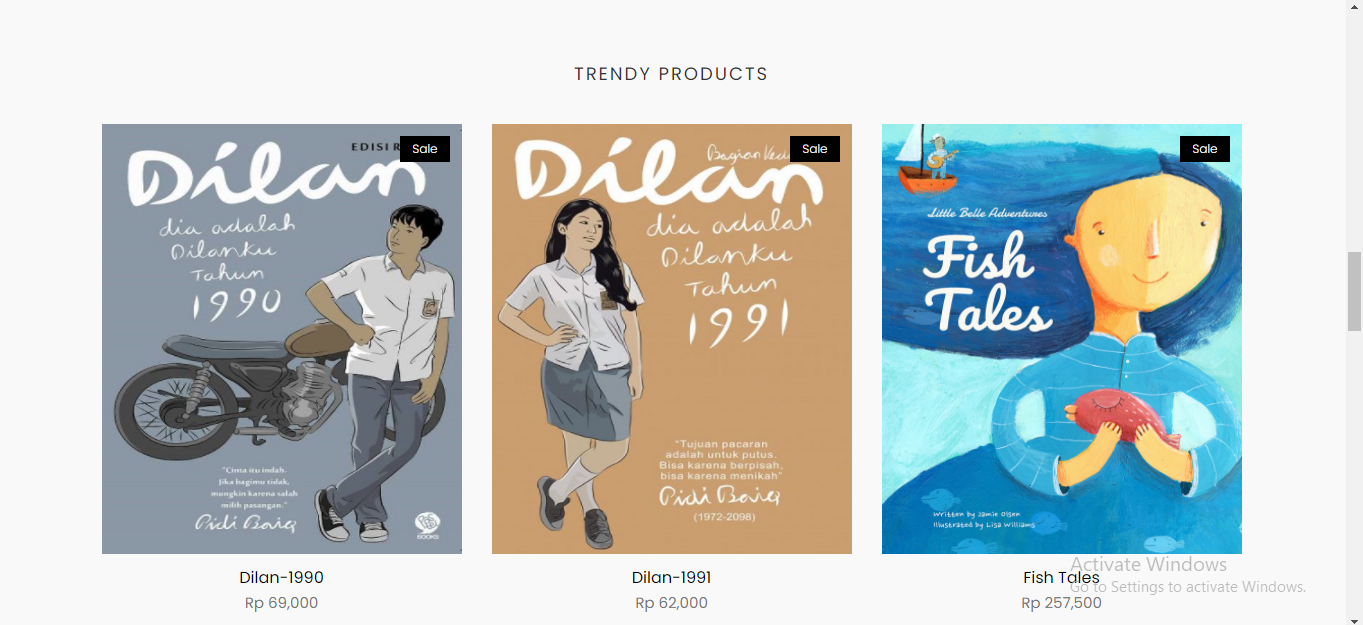 TRENDY PRODUCTS
EDISI
Sale
Dilan
dia adalah
Dilanku
Tahun
1990
"Cinta itu indah.
Jika bagimu tidak,
mungkin karena salah
milih pasangan."
Pidi Baiq
BOOKS
Dilan-1990
Rp 69,000
Bagian
Sale
Dilan
dia adalah
Dilanku
Tahun
1991
"Tujuan pacaran
adalah untuk putus.
Bisa karena berpisah,
bisa karena menikah"
Pidi Baiq
(1972-2098)
Dilan-1991
Rp 62,000
Sale
Little Belle Adventures
Fish
Tales
Written by Jamie Olsen
Illustrated by Lisa Williams
Fish Tales
Rp 257,500
Activate Windows
Go to Settings to activate Windows.